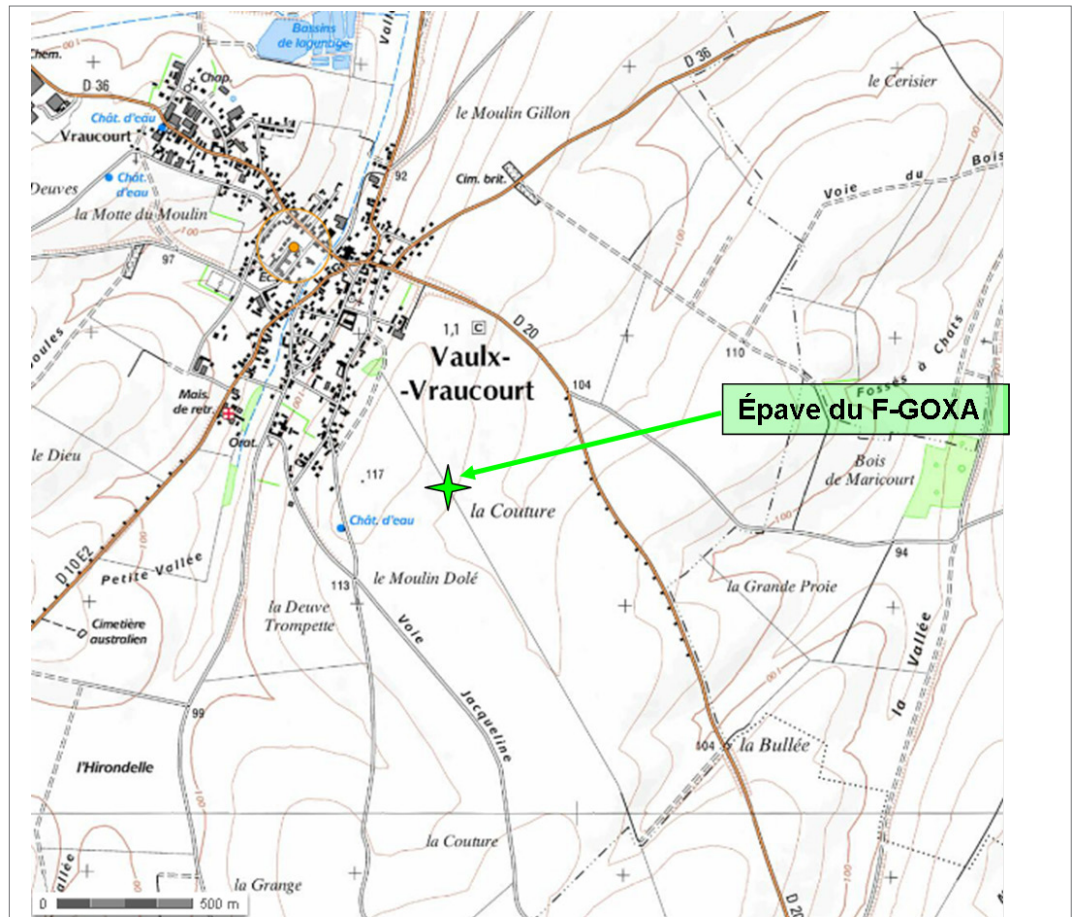 Bassins
de lagunage
100
Chem.
D 36
Chap.
D 36
le Cerisier
Chât. d'eau
Vraucourt
le Moulin Gillon
92
Cim. brit.
Voie du Bois
Deuves
Chât.
d'eau
la Motte du Moulin
100
97
100
1,1 C
D 20
110
Vaulx-
-Vraucourt
Fossés à Chats
104
Épave du F-GOXA
Mais.
de retr.
Orat.
le Dieu
117
la Couture
Bois
de Maricourt
Chât. d'eau
100
94
D 10E2
Petite Vallée
le Moulin Dolé
113
la Grande Proie
la Deuve
Trompette
Cimetière
australien
Voie Jacqueline
la Vallée
99
l'Hirondelle
104
la Bullée
100
la Couture
la Grange
0 500 m
D 20